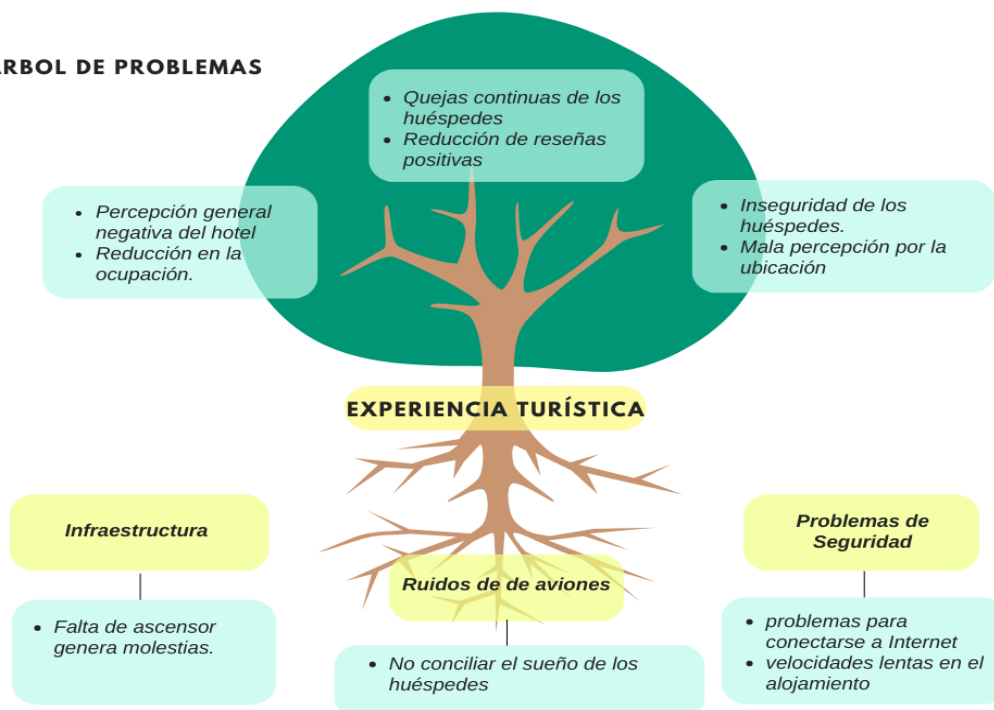 ÁRBOL DE PROBLEMAS
• Quejas continuas de los
huéspedes
• Reducción de reseñas
positivas
• Percepción general
negativa del hotel
• Reducción en la
ocupación.
• Inseguridad de los
huéspedes.
• Mala percepción por la
ubicación
EXPERIENCIA TURÍSTICA
Infraestructura
• Falta de ascensor
genera molestias.
Ruidos de de aviones
• No conciliar el sueño de los
huéspedes
Problemas de
Seguridad
• problemas para
conectarse a Internet
• velocidades lentas en el
alojamiento